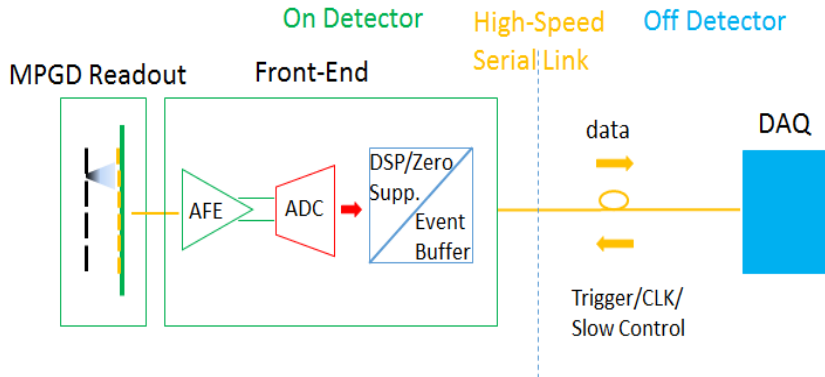 On Detector
High-Speed
Serial Link
Off Detector
MPGD Readout
Front-End
data
DAQ
AFE
ADC
DSP/Zero
Supp.
Event
Buffer
Trigger/CLK/
Slow Control